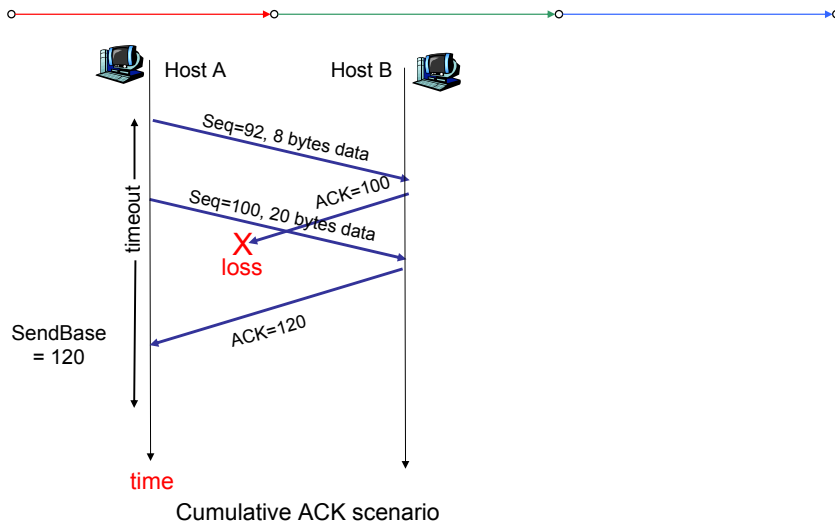 Host A
Host B
Seq=92, 8 bytes data
ACK=100
Seq=100, 20 bytes data
timeout
X
loss
ACK=120
SendBase
= 120
time
Cumulative ACK scenario